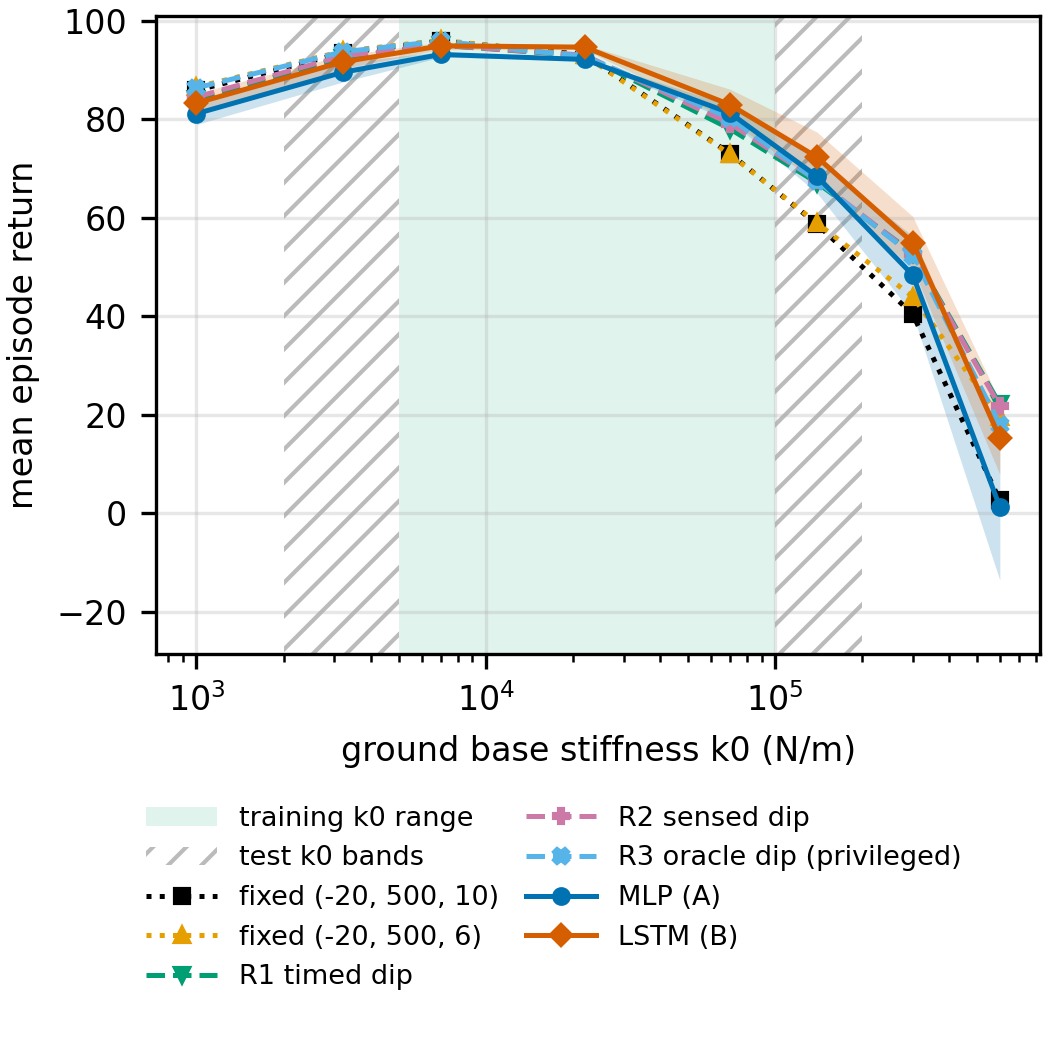 100
80
60
40
20
0
−20
mean episode return
10³ 10⁴ 10⁵
ground base stiffness k0 (N/m)
training k0 range
test k0 bands
fixed (-20, 500, 10)
fixed (-20, 500, 6)
R1 timed dip
R2 sensed dip
R3 oracle dip (privileged)
MLP (A)
LSTM (B)